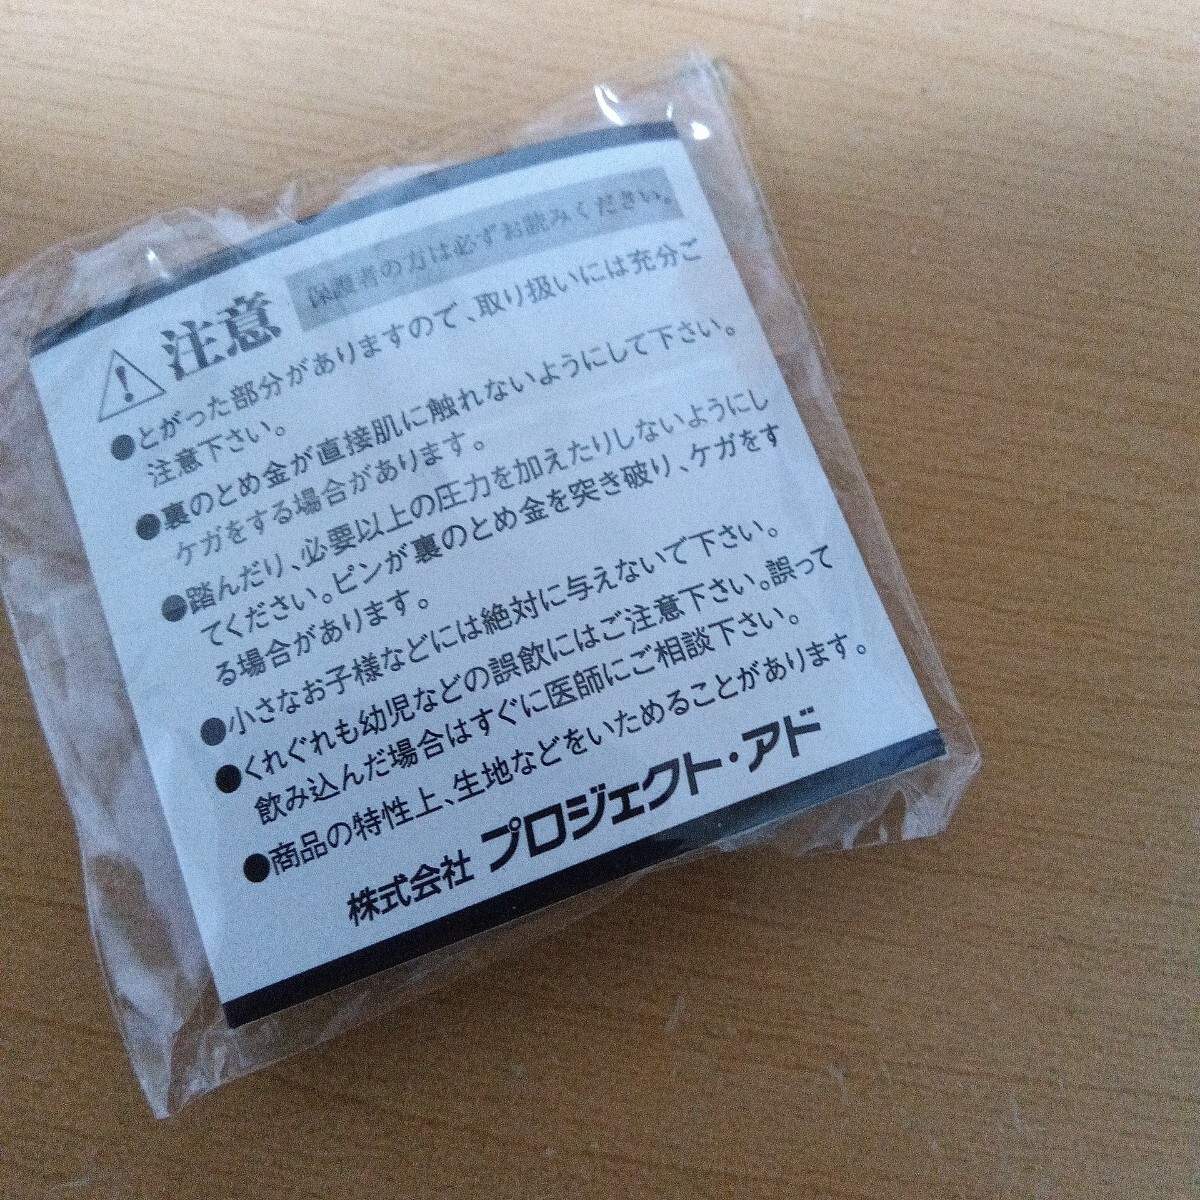 注意 保護者の方は必ずお読みください。
●とがった部分がありますので、取り扱いには充分ご
注意下さい。
●裏のとめ金が直接肌に触れないようにして下さい。
ケガをする場合があります。
●踏んだり、必要以上の圧力を加えたりしないようにし
てください。ピンが裏のとめ金を突き破り、ケガをす
る場合があります。
●小さなお子様などには絶対に与えないで下さい。
●くれぐれも幼児などの誤飲にはご注意下さい。誤って
飲み込んだ場合はすぐに医師にご相談下さい。
●商品の特性上、生地などをいためることがあります。
株式会社 プロジェクト・アド